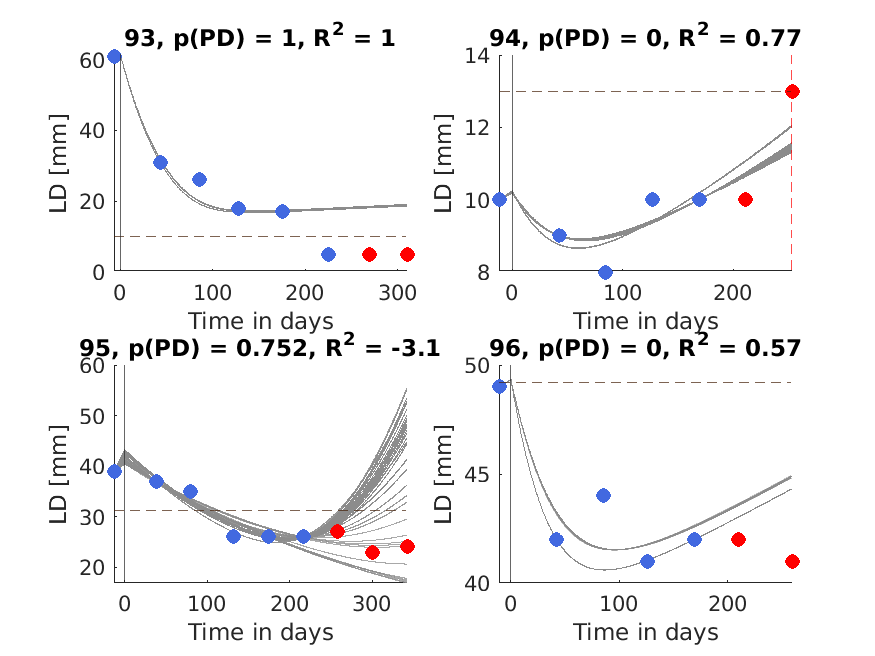 93, p(PD) = 1, R² = 1
60
40
20
0
LD [mm]
0 100 200 300
Time in days
94, p(PD) = 0, R² = 0.77
14
12
10
8
LD [mm]
0 100 200
Time in days
95, p(PD) = 0.752, R² = -3.1
60
50
40
30
20
LD [mm]
0 100 200 300
Time in days
96, p(PD) = 0, R² = 0.57
50
45
40
LD [mm]
0 100 200
Time in days